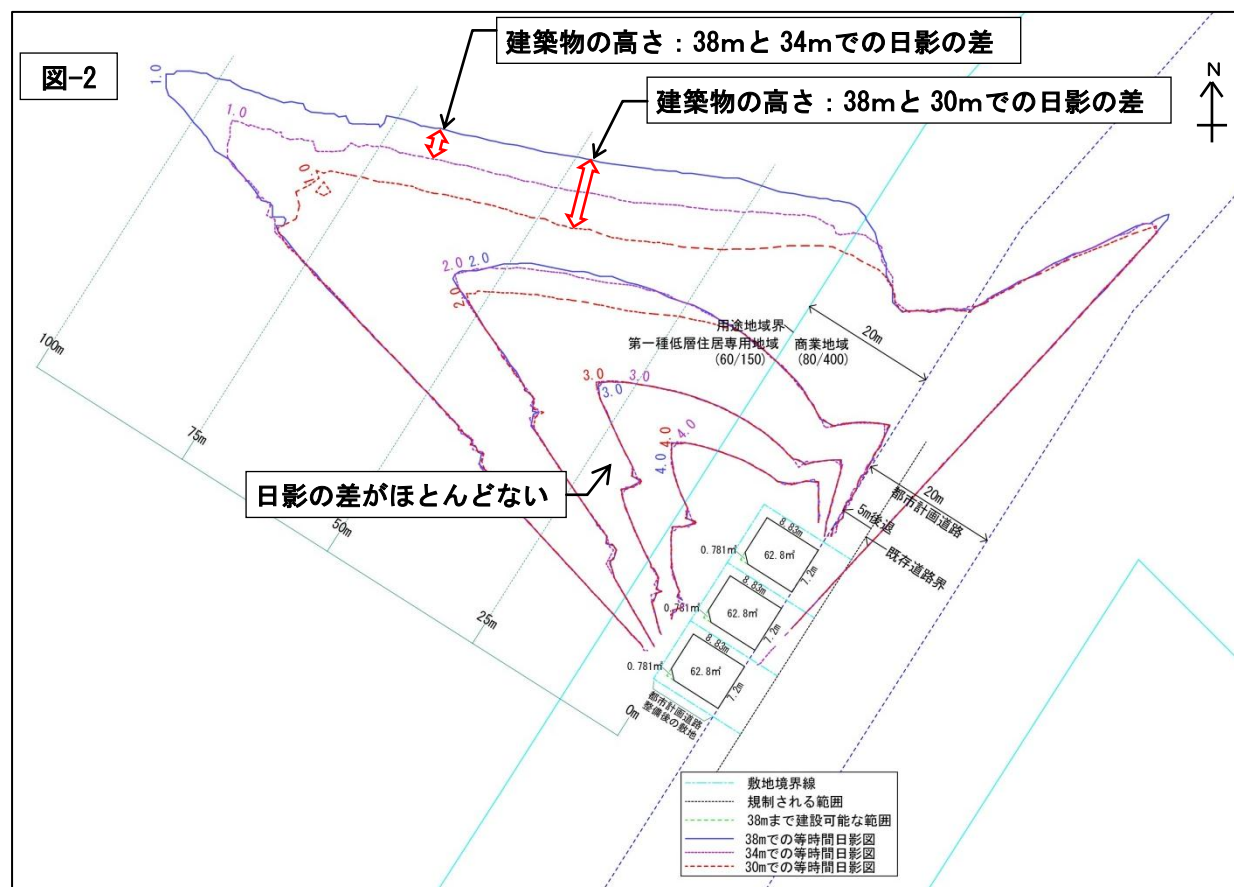 図-2
建築物の高さ：38mと34mでの日影の差
建築物の高さ：38mと30mでの日影の差
N
1.0
1.0
1.0
2.0
2.0
2.0
用途地域界
第一種低層住居専用地域
(60/150)
商業地域
(80/400)
20m
100m
75m
50m
25m
0m
3.0
3.0
3.0
4.0
4.0
4.0
日影の差がほとんどない
20m
都市計画道路
5m後退
既存道路界
8.83m
0.781㎡
62.8㎡
7.2m
8.83m
0.781㎡
62.8㎡
7.2m
8.83m
0.781㎡
62.8㎡
7.2m
都市計画道路
整備後の敷地
敷地境界線
規制される範囲
38mまで建設可能な範囲
38mでの等時間日影図
34mでの等時間日影図
30mでの等時間日影図